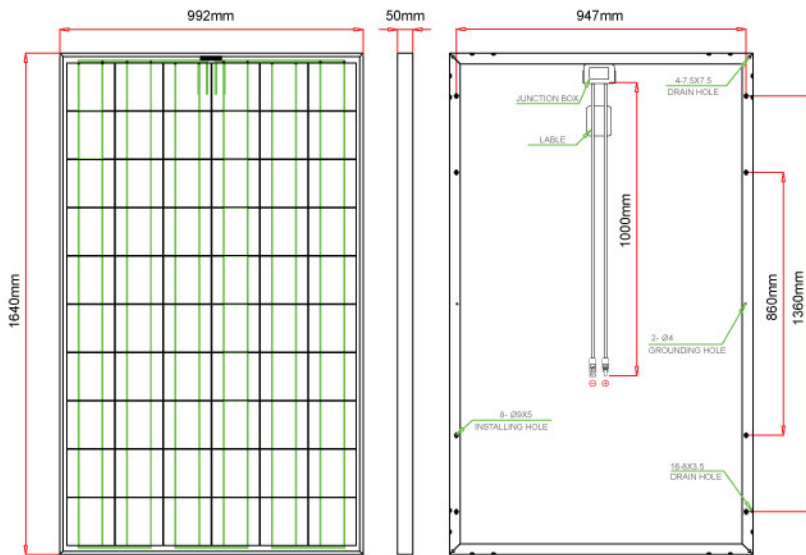 992mm
50mm
947mm
4-7.5X7.5
DRAIN HOLE
JUNCTION BOX
LABLE
1000mm
1640mm
860mm
1360mm
2- Ø4
GROUNDING HOLE
8- Ø9X5
INSTALLING HOLE
16-8X3.5
DRAIN HOLE